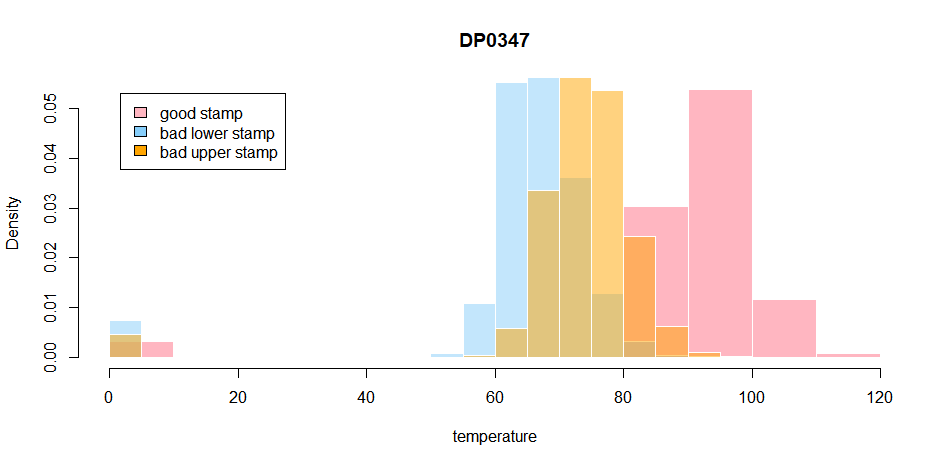 DP0347
good stamp
bad lower stamp
bad upper stamp
Density
0.00 0.01 0.02 0.03 0.04 0.05
0 20 40 60 80 100 120
temperature